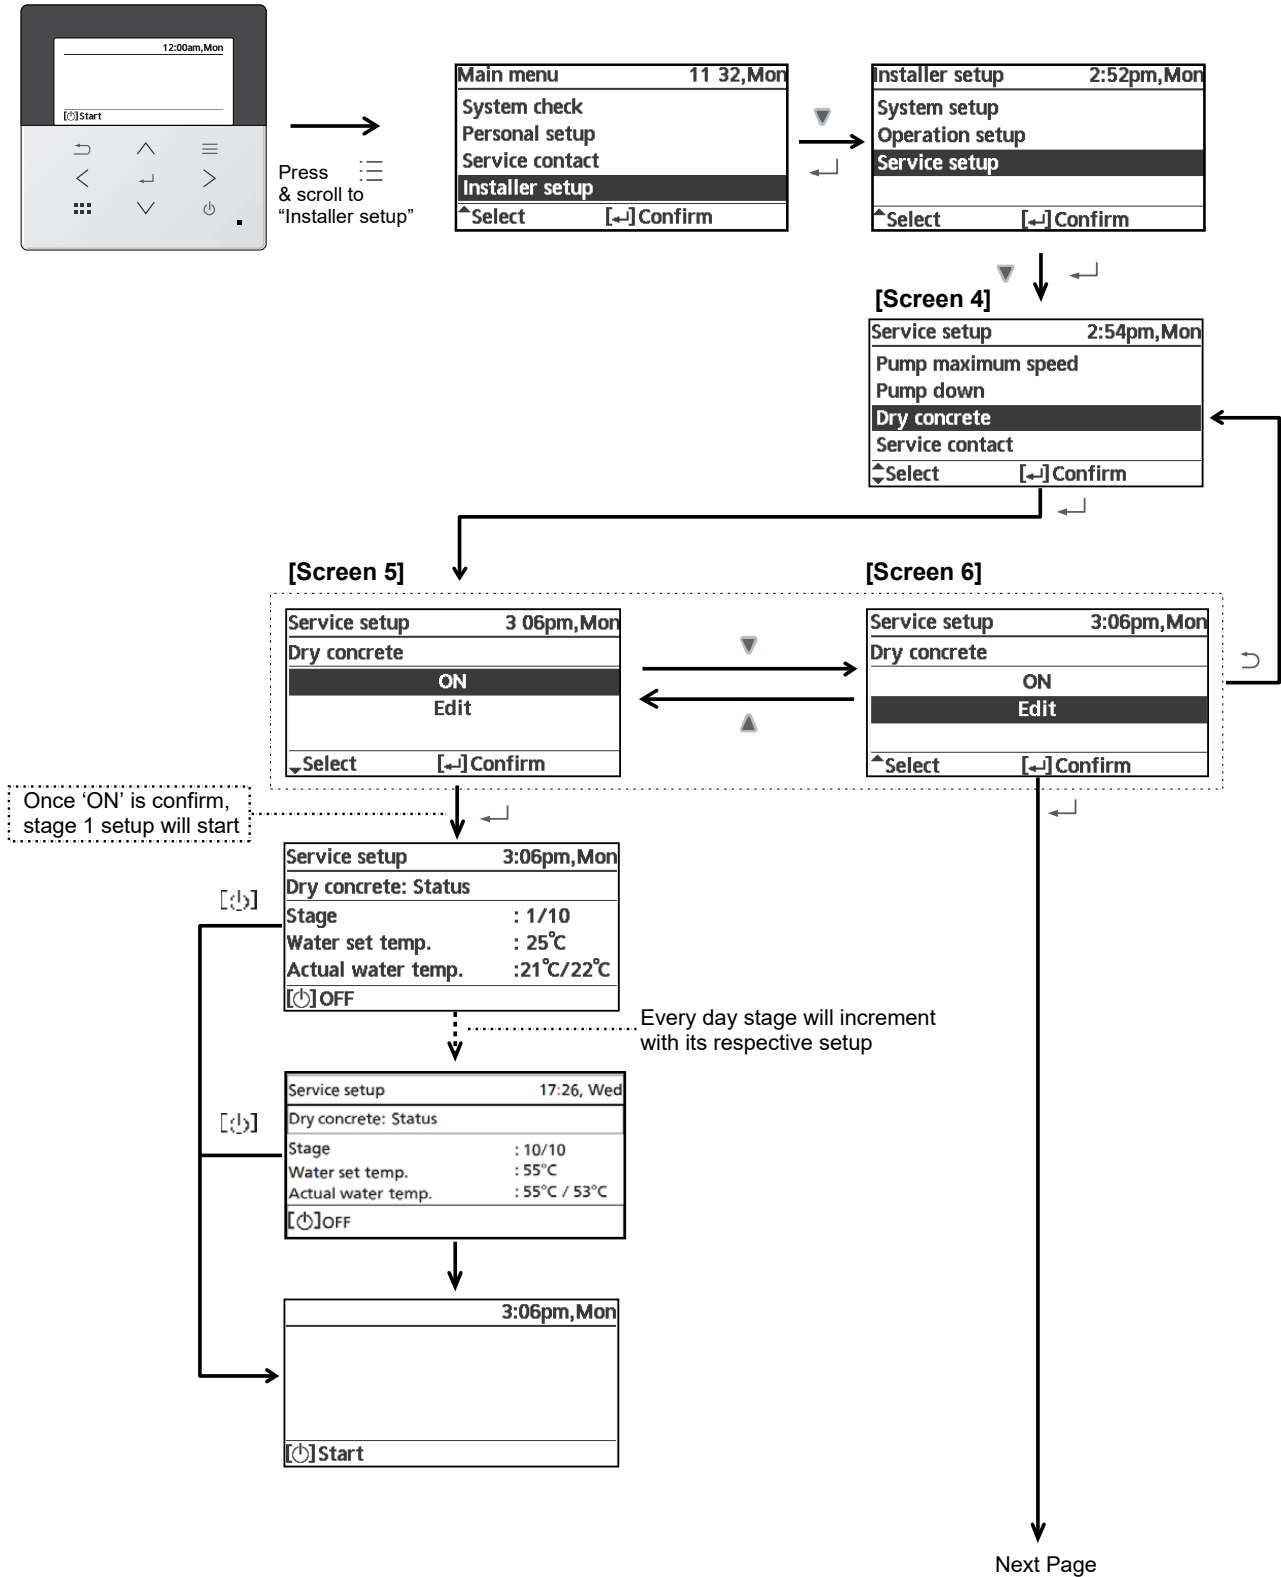 12:00am,Mon
[⏻]Start
Press
& scroll to
“Installer setup”
Main menu 11 32,Mon
System check
Personal setup
Service contact
Installer setup
Select [↵]Confirm
Installer setup 2:52pm,Mon
System setup
Operation setup
Service setup
Select [↵]Confirm
[Screen 4]
Service setup 2:54pm,Mon
Pump maximum speed
Pump down
Dry concrete
Service contact
Select [↵]Confirm
[Screen 5]
Service setup 3 06pm,Mon
Dry concrete
ON
Edit
Select [↵]Confirm
[Screen 6]
Service setup 3:06pm,Mon
Dry concrete
ON
Edit
Select [↵]Confirm
Once ‘ON’ is confirm,
stage 1 setup will start
Service setup 3:06pm,Mon
Dry concrete: Status
Stage : 1/10
Water set temp. : 25°C
Actual water temp. :21°C/22°C
[⏻]OFF
[⏻]
Every day stage will increment
with its respective setup
Service setup 17:26, Wed
Dry concrete: Status
Stage : 10/10
Water set temp. : 55°C
Actual water temp. : 55°C / 53°C
[⏻]OFF
[⏻]
3:06pm,Mon
[⏻]Start
Next Page